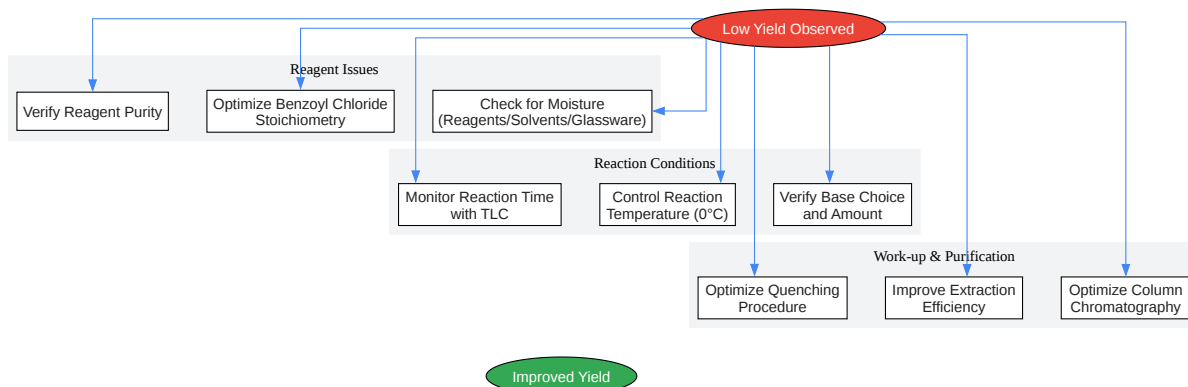 Low Yield Observed
Reagent Issues
Verify Reagent Purity
Optimize Benzoyl Chloride
Stoichiometry
Check for Moisture
(Reagents/Solvents/Glassware)
Reaction Conditions
Monitor Reaction Time
with TLC
Control Reaction
Temperature (0°C)
Verify Base Choice
and Amount
Work-up & Purification
Optimize Quenching
Procedure
Improve Extraction
Efficiency
Optimize Column
Chromatography
Improved Yield